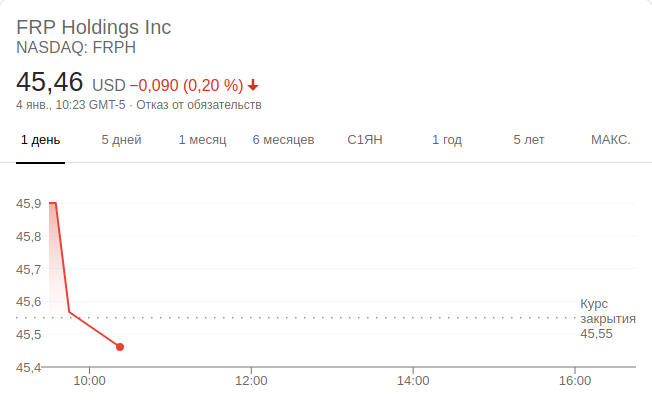 FRP Holdings Inc
NASDAQ: FRPH
45,46 USD −0,090 (0,20 %)
4 янв., 10:23 GMT-5 · Отказ от обязательств
1 день 5 дней 1 месяц 6 месяцев С1ЯН 1 год 5 лет МАКС.
45,9
45,8
45,7
45,6
45,5
45,4
Курс
закрытия
45,55
10:00 12:00 14:00 16:00